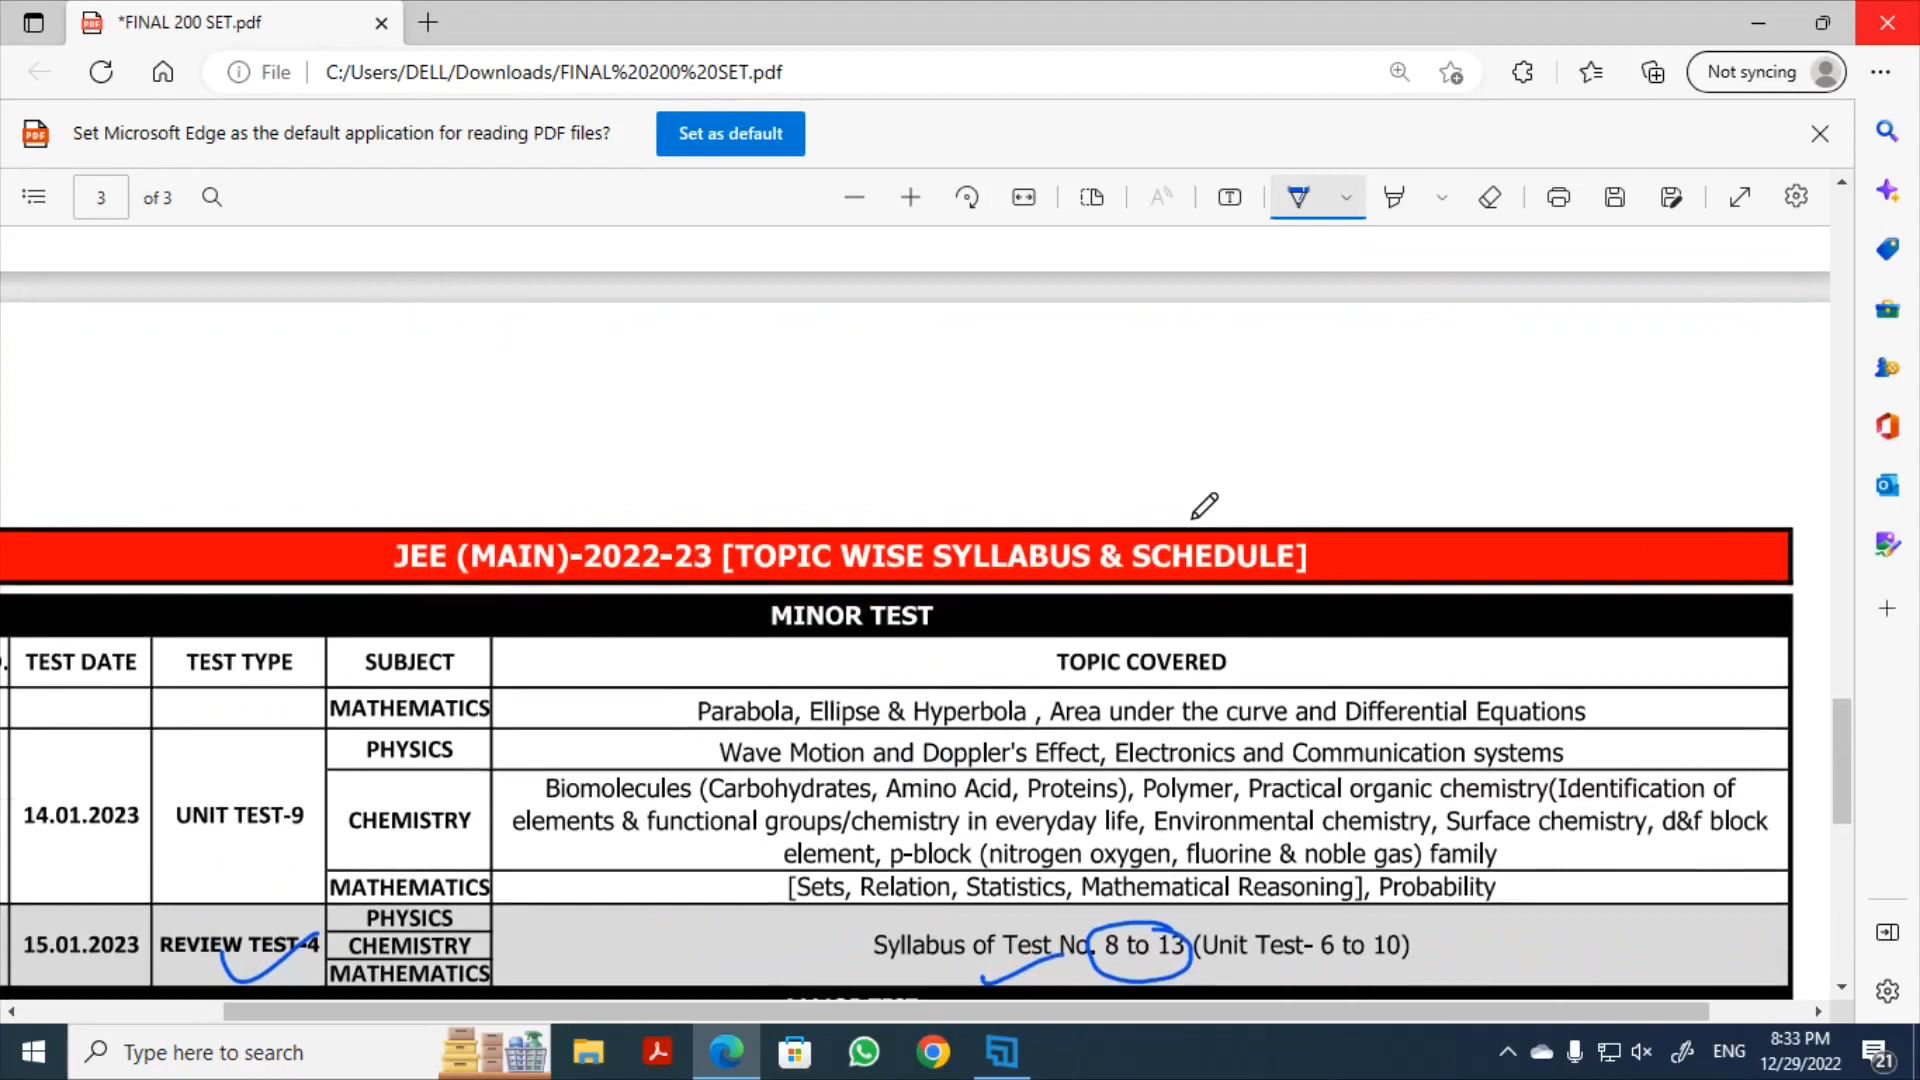 *FINAL 200 SET.pdf
File
C:/Users/DELL/Downloads/FINAL%20200%20SET.pdf
Not syncing
Set Microsoft Edge as the default application for reading PDF files?
Set as default
3 of 3
JEE (MAIN)-2022-23 [TOPIC WISE SYLLABUS & SCHEDULE]
MINOR TEST
TEST DATE TEST TYPE SUBJECT TOPIC COVERED
MATHEMATICS Parabola, Ellipse & Hyperbola , Area under the curve and Differential Equations
PHYSICS Wave Motion and Doppler's Effect, Electronics and Communication systems
14.01.2023 UNIT TEST-9 CHEMISTRY Biomolecules (Carbohydrates, Amino Acid, Proteins), Polymer, Practical organic chemistry(Identification of
elements & functional groups/chemistry in everyday life, Environmental chemistry, Surface chemistry, d&f block
element, p-block (nitrogen oxygen, fluorine & noble gas) family
MATHEMATICS [Sets, Relation, Statistics, Mathematical Reasoning], Probability
PHYSICS
15.01.2023 REVIEW TEST-4 CHEMISTRY Syllabus of Test No. 8 to 13 (Unit Test- 6 to 10)
MATHEMATICS
Type here to search
ENG
8:33 PM
12/29/2022
21